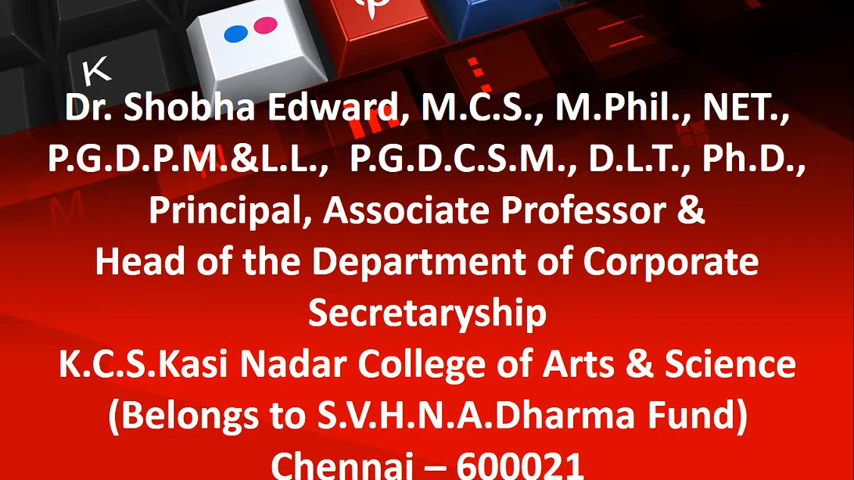 K
Dr. Shobha Edward, M.C.S., M.Phil., NET.,
P.G.D.P.M.&L.L., P.G.D.C.S.M., D.L.T., Ph.D.,
Principal, Associate Professor &
Head of the Department of Corporate
Secretaryship
K.C.S.Kasi Nadar College of Arts & Science
(Belongs to S.V.H.N.A.Dharma Fund)
Chennai – 600021